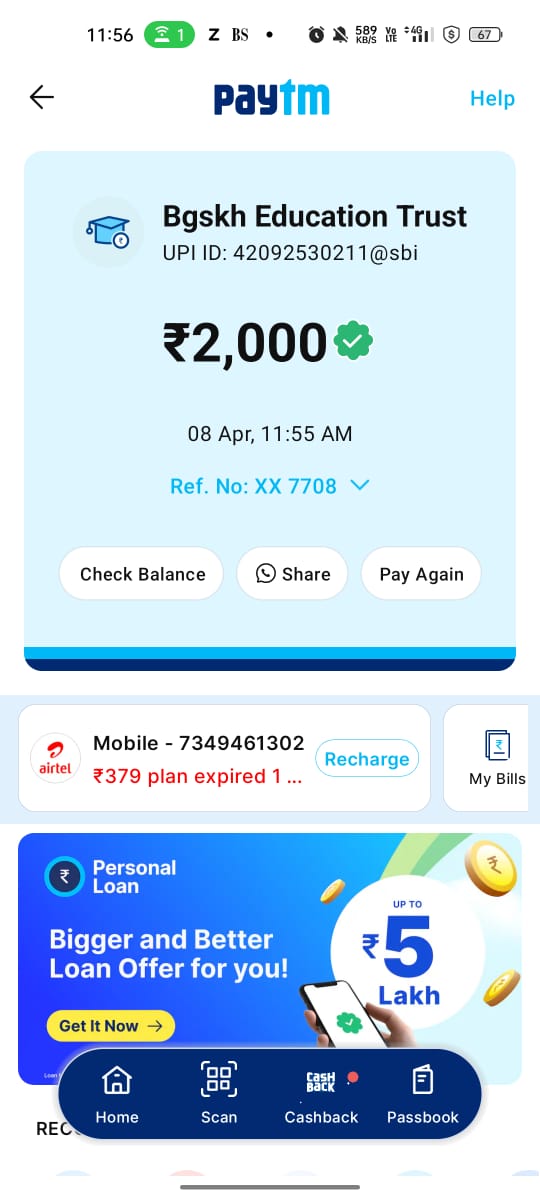 11:56 1 Z BS • 589 KB/S Vo LTE 4G 67
paytm
Help
Bgskh Education Trust
UPI ID: 42092530211@sbi
₹2,000
08 Apr, 11:55 AM
Ref. No: XX 7708
Check Balance
Share
Pay Again
airtel
Mobile - 7349461302
₹379 plan expired 1 ...
Recharge
My Bills
Personal
Loan
Bigger and Better
Loan Offer for you!
Get It Now →
UP TO
₹5
Lakh
Loan
Home
Scan
CASH
BACK
Cashback
Passbook
REC